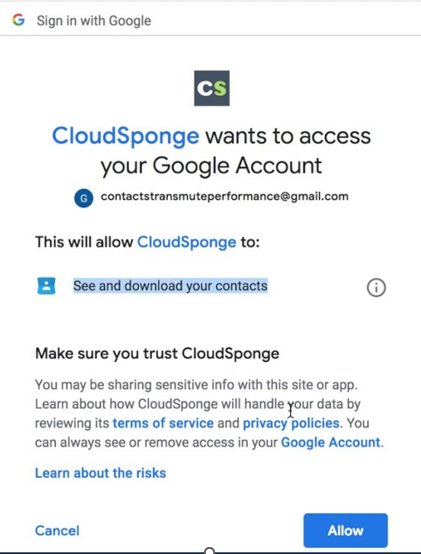 Sign in with Google
CS
CloudSponge wants to access
your Google Account
G contactstransmuteperformance@gmail.com
This will allow CloudSponge to:
See and download your contacts
Make sure you trust CloudSponge
You may be sharing sensitive info with this site or app.
Learn about how CloudSponge will handle your data by
reviewing its terms of service and privacy policies. You
can always see or remove access in your Google Account.
Learn about the risks
Cancel
Allow